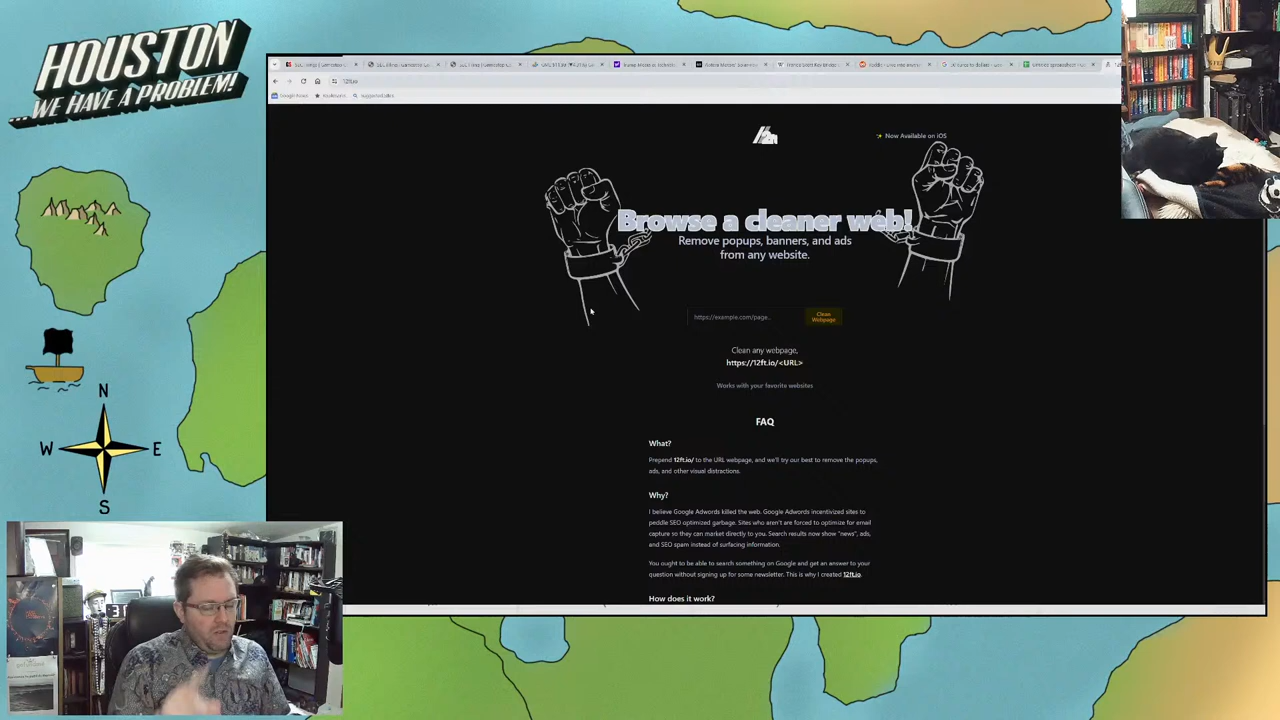 HOUSTON
...WE HAVE A PROBLEM!
12ft.io
Now Available on iOS
Browse a cleaner web!
Remove popups, banners, and ads
from any website.
https://example.com/page..
Clean
Webpage
Clean any webpage,
https://12ft.io/<URL>
Works with your favorite websites
FAQ
What?
Prepend 12ft.io/ to the URL webpage, and we'll try our best to remove the popups,
ads, and other visual distractions.
Why?
I believe Google Adwords killed the web. Google Adwords incentivized sites to
peddle SEO optimized garbage. Sites who aren't are forced to optimize for email
capture so they can market directly to you. Search results now show "news", ads,
and SEO spam instead of surfacing information.
You ought to be able to search something on Google and get an answer to your
question without signing up for some newsletter. This is why I created 12ft.io.
How does it work?
N
W
E
S